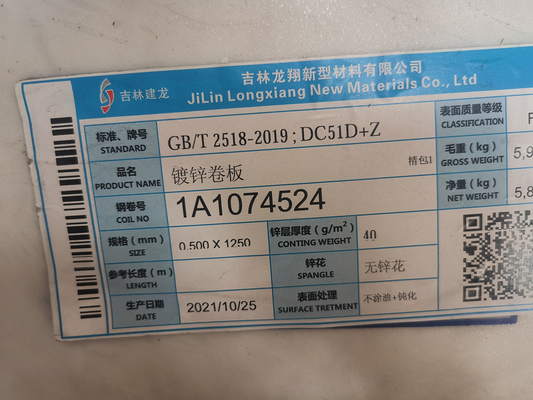 吉林建龙
吉林龙翔新型材料有限公司
JiLin Longxiang New Materials Co., Ltd
标准、牌号
STANDARD
GB/T 2518-2019 ; DC51D+Z
表面质量等级
CLASSIFICATION
品名
PRODUCT NAME
镀锌卷板
精包1
毛重 (kg)
GROSS WEIGHT
5,9
钢卷号
COIL NO
1A1074524
净重 (kg)
NET WEIGHT
5,8
规格 (mm)
SIZE
0.500 X 1250
锌层厚度 (g/m²)
CONTING WEIGHT
40
参考长度 (m)
LENGTH
锌花
SPANGLE
无锌花
生产日期
DATE
2021/10/25
表面处理
SURFACE TRETMENT
不涂油+钝化